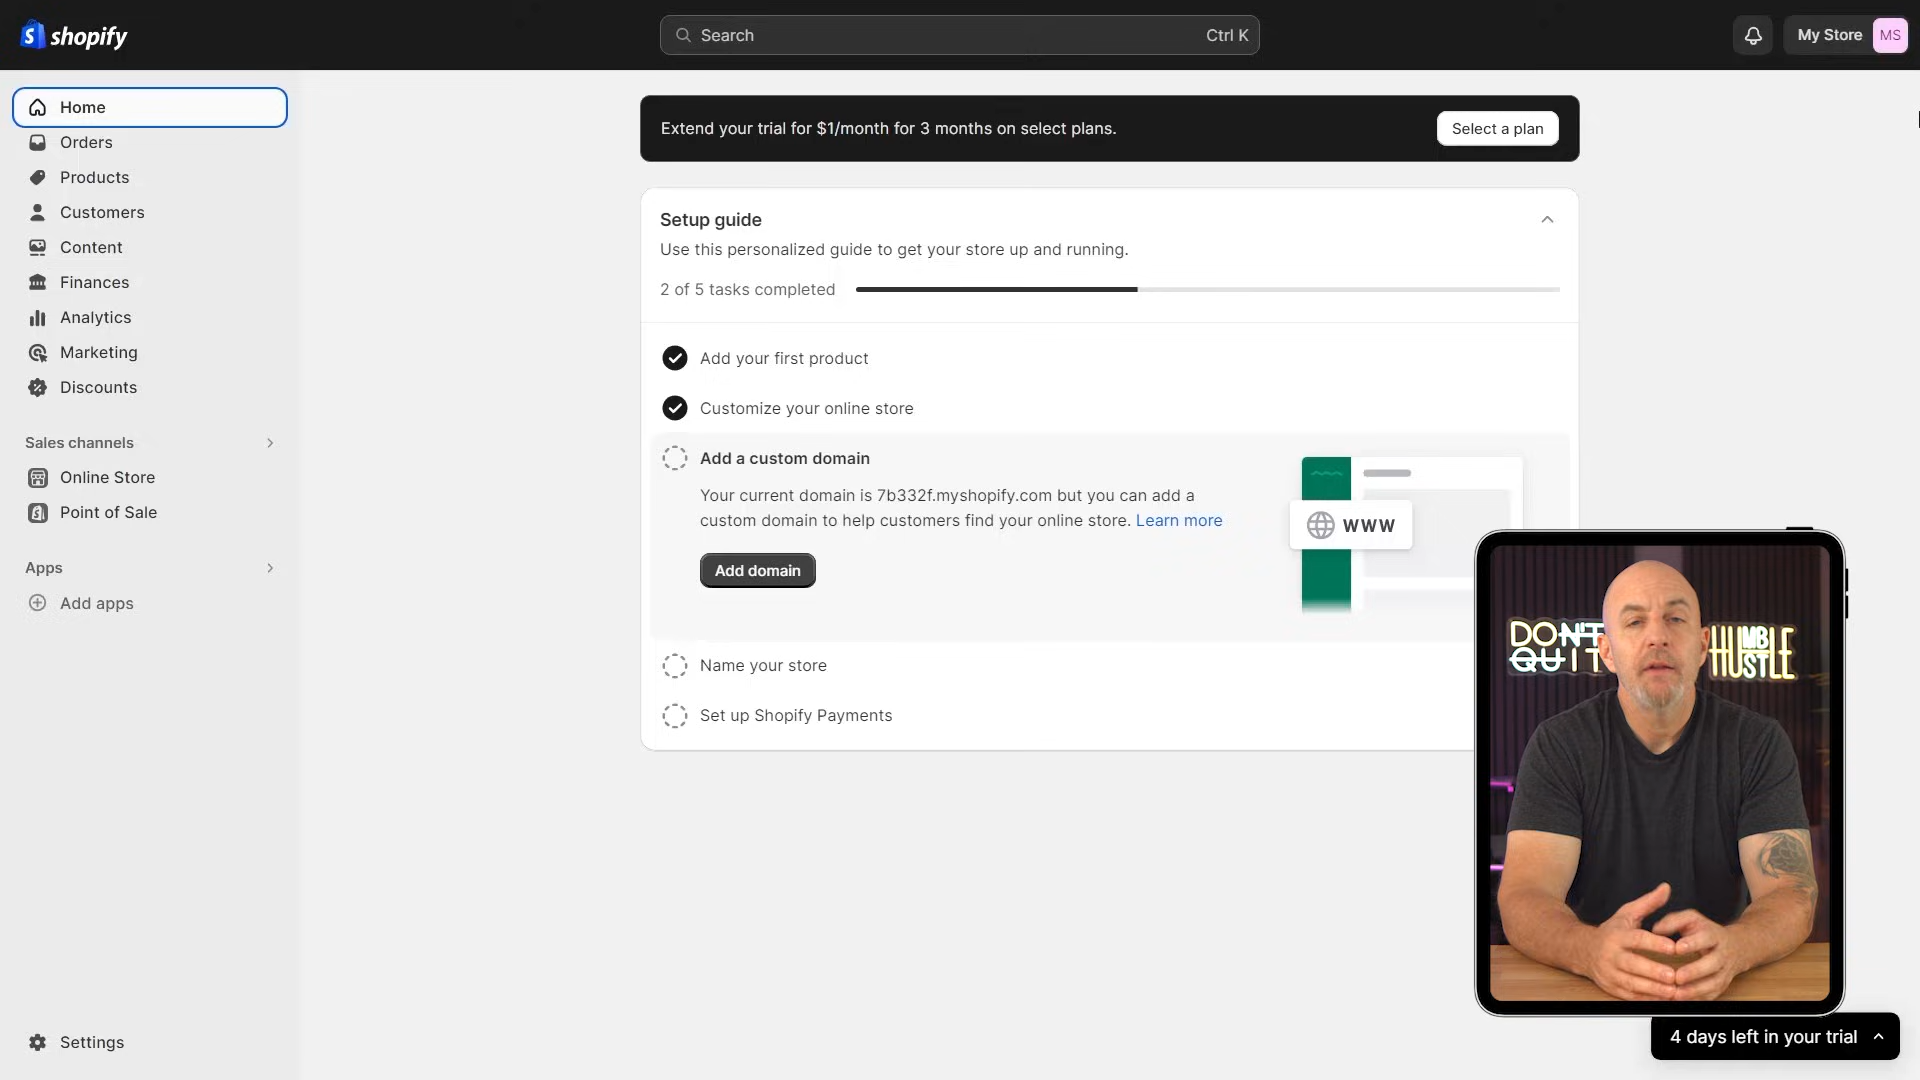 shopify
Search
Ctrl K
My Store
MS
Home
Orders
Products
Customers
Content
Finances
Analytics
Marketing
Discounts
Sales channels
Online Store
Point of Sale
Apps
Add apps
Settings
Extend your trial for $1/month for 3 months on select plans.
Select a plan
Setup guide
Use this personalized guide to get your store up and running.
2 of 5 tasks completed
Add your first product
Customize your online store
Add a custom domain
Your current domain is 7b332f.myshopify.com but you can add a
custom domain to help customers find your online store. Learn more
Add domain
WWW
Name your store
Set up Shopify Payments
DON'T
QUIT
HUMBLE
HUSTLE
4 days left in your trial